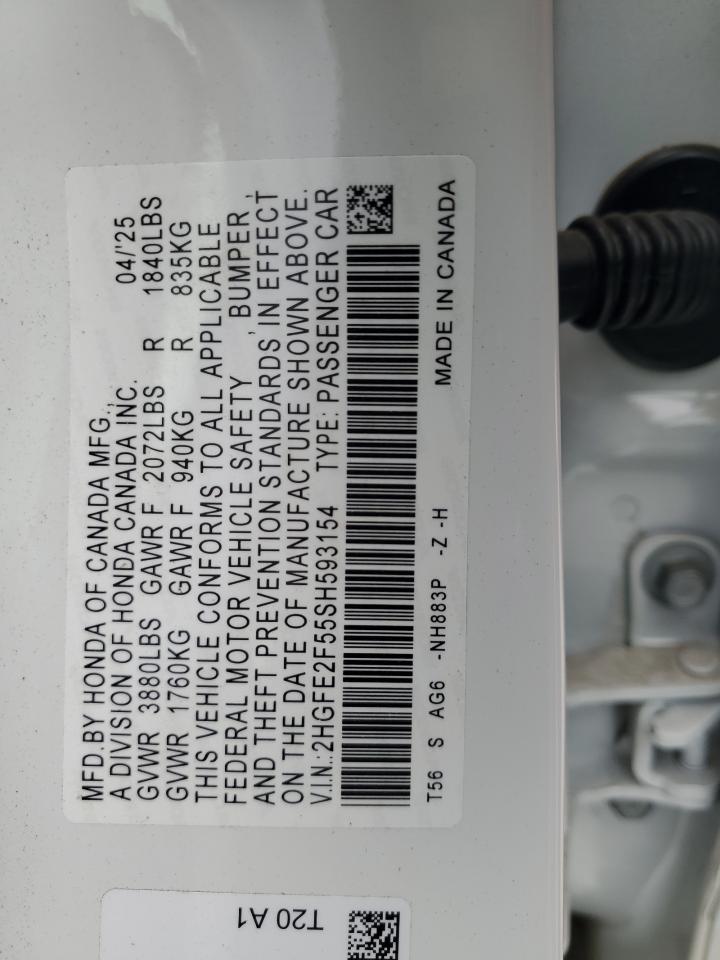 MFD.BY HONDA OF CANADA MFG.,
A DIVISION OF HONDA CANADA INC. 04/'25
GVWR 3880LBS GAWR F 2072LBS R 1840LBS
GVWR 1760KG GAWR F 940KG R 835KG
THIS VEHICLE CONFORMS TO ALL APPLICABLE
FEDERAL MOTOR VEHICLE SAFETY , BUMPER ,
AND THEFT PREVENTION STANDARDS IN EFFECT
ON THE DATE OF MANUFACTURE SHOWN ABOVE.
V.I.N.:2HGFE2F55SH593154 TYPE: PASSENGER CAR
T56 S AG6 -NH883P -Z -H MADE IN CANADA
T20 A1